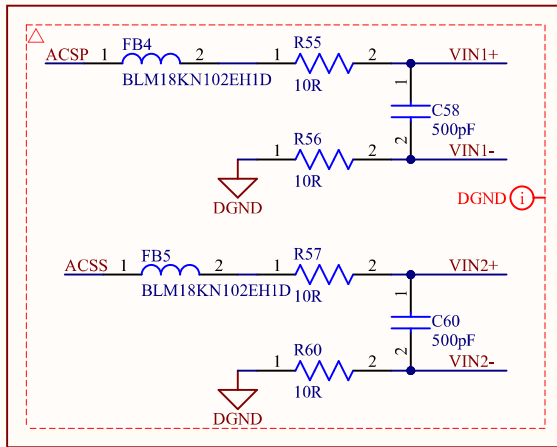 ACSP 1 FB4 2 1 R55 2 VIN1+
BLM18KN102EH1D 10R
1 C58
2 500pF
1 R56 2 VIN1-
10R
DGND
DGND i
ACSS 1 FB5 2 1 R57 2 VIN2+
BLM18KN102EH1D 10R
1 C60
2 500pF
1 R60 2 VIN2-
10R
DGND